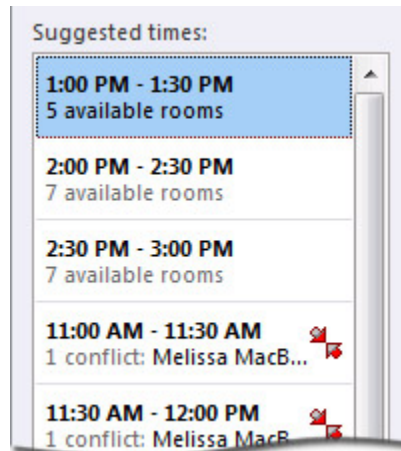 Suggested times:
1:00 PM - 1:30 PM
5 available rooms
2:00 PM - 2:30 PM
7 available rooms
2:30 PM - 3:00 PM
7 available rooms
11:00 AM - 11:30 AM
1 conflict: Melissa MacB...
11:30 AM - 12:00 PM
1 conflict: Melissa MacB